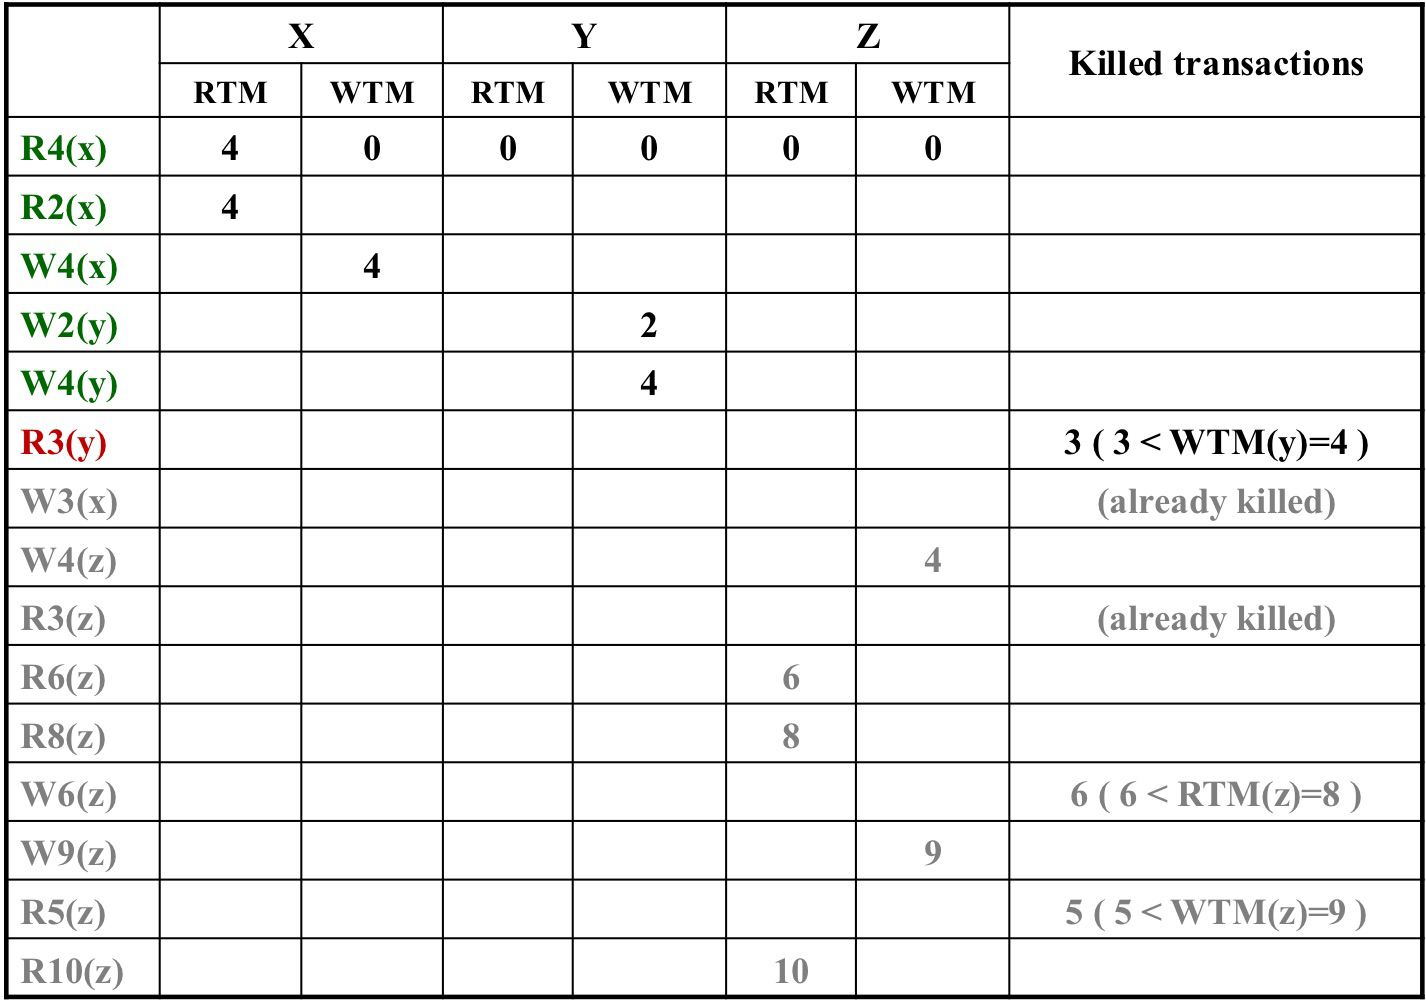 X Y Z Killed transactions
RTM WTM RTM WTM RTM WTM
R4(x) 4 0 0 0 0 0
R2(x) 4
W4(x) 4
W2(y) 2
W4(y) 4
R3(y) 3 ( 3 < WTM(y)=4 )
W3(x) (already killed)
W4(z) 4
R3(z) (already killed)
R6(z) 6
R8(z) 8
W6(z) 6 ( 6 < RTM(z)=8 )
W9(z) 9
R5(z) 5 ( 5 < WTM(z)=9 )
R10(z) 10